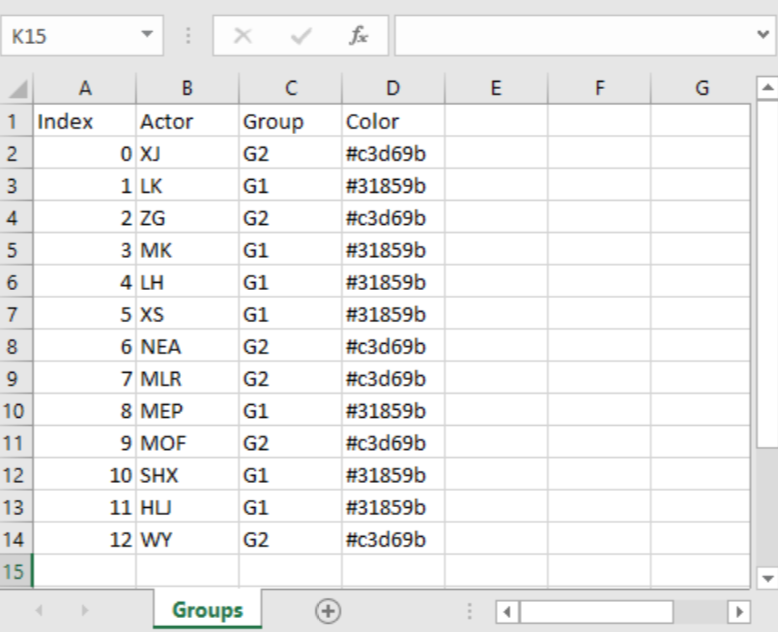 K15 fx
A B C D E F G
1 Index Actor Group Color
2 0 XJ G2 #c3d69b
3 1 LK G1 #31859b
4 2 ZG G2 #c3d69b
5 3 MK G1 #31859b
6 4 LH G1 #31859b
7 5 XS G1 #31859b
8 6 NEA G2 #c3d69b
9 7 MLR G2 #c3d69b
10 8 MEP G1 #31859b
11 9 MOF G2 #c3d69b
12 10 SHX G1 #31859b
13 11 HLJ G1 #31859b
14 12 WY G2 #c3d69b
15
Groups